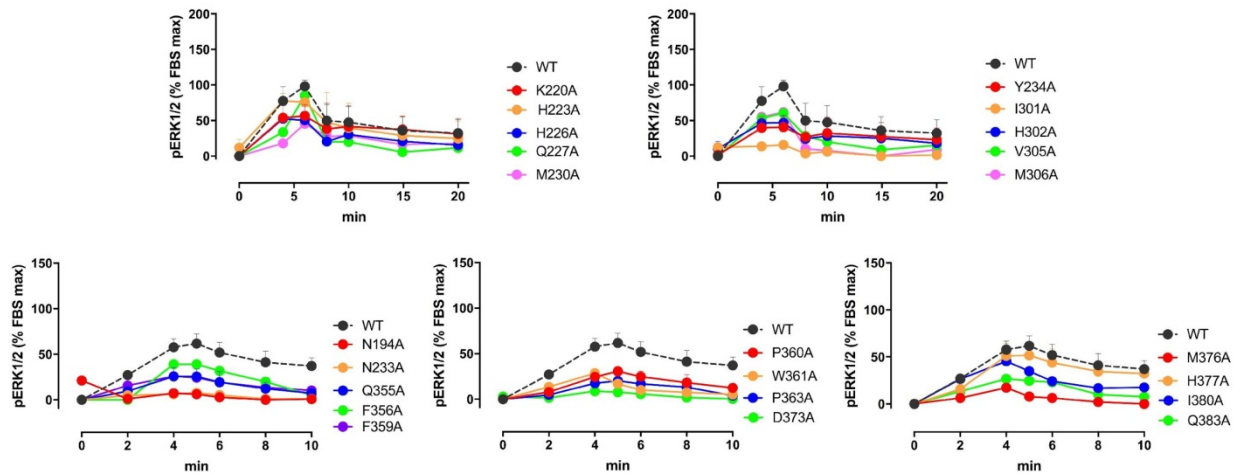 pERK1/2 (% FBS max)
200
150
100
50
0
0 5 10 15 20
min
WT
K220A
H223A
H226A
Q227A
M230A
pERK1/2 (% FBS max)
200
150
100
50
0
0 5 10 15 20
min
WT
Y234A
I301A
H302A
V305A
M306A
pERK1/2 (% FBS max)
150
100
50
0
0 2 4 6 8 10
min
WT
N194A
N233A
Q355A
F356A
F359A
pERK1/2 (% FBS max)
150
100
50
0
0 2 4 6 8 10
min
WT
P360A
W361A
P363A
D373A
pERK1/2 (% FBS max)
150
100
50
0
0 2 4 6 8 10
min
WT
M376A
H377A
I380A
Q383A